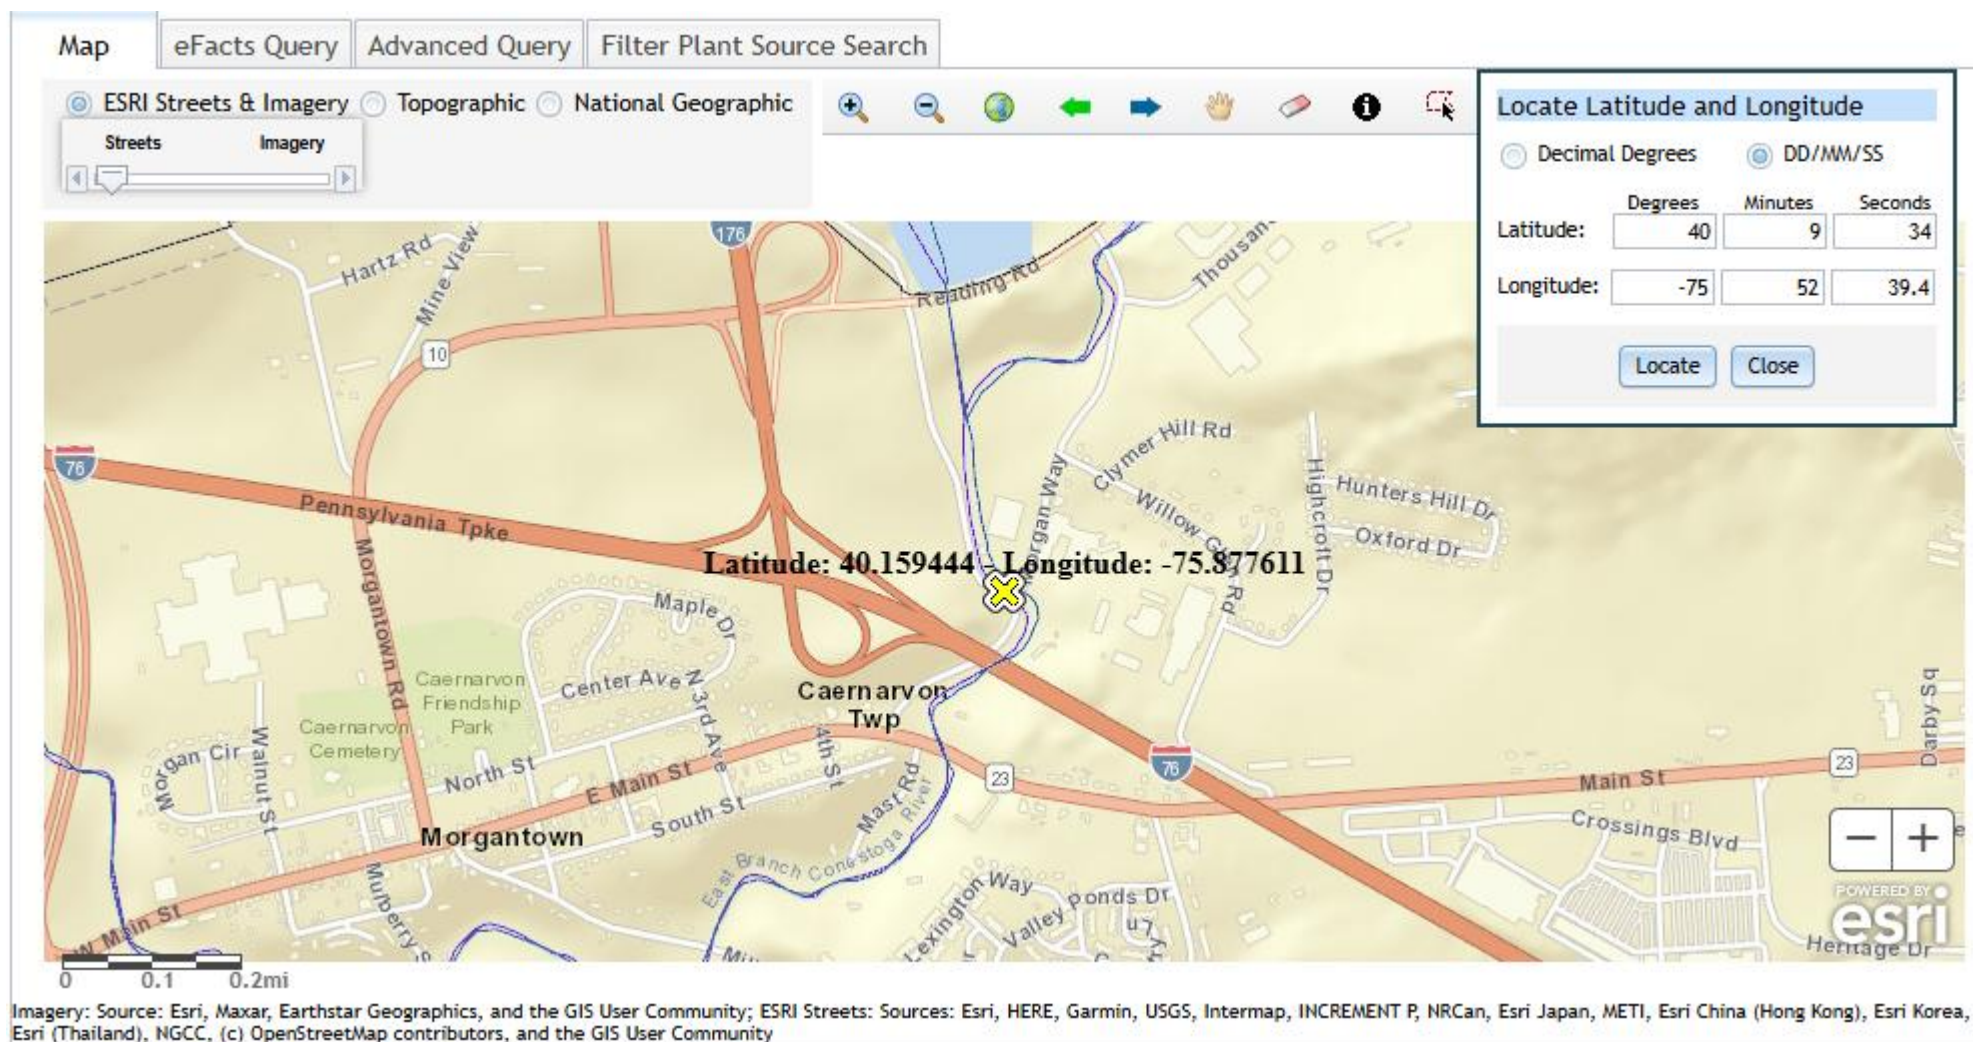 Map
eFacts Query
Advanced Query
Filter Plant Source Search
ESRI Streets & Imagery
Topographic
National Geographic
Streets
Imagery
Locate Latitude and Longitude
Decimal Degrees
DD/MM/SS
Degrees Minutes Seconds
Latitude: 40 9 34
Longitude: -75 52 39.4
Locate
Close
176
Hartz Rd
Mine View
Reading Rd
Thousan
10
76
Pennsylvania Tpke
Morgantown Rd
Morgan Way
Clymer Hill Rd
Willow G Rd
Highcroft Dr
Hunters Hill Dr
Oxford Dr
Latitude: 40.159444 - Longitude: -75.877611
Maple Dr
Center Ave
N 3rd Ave
Caernarvon
Friendship
Park
Caernarvon
Cemetery
Caernarvon
Twp
Morgan Cir
Walnut St
North St
E Main St
South St
4th St
Mast Rd
23
76
Main St
23
Darby Sq
Crossings Blvd
Morgantown
Mulberry S
East Branch Conestoga River
W Main St
Lexington Way
Valley Ponds Dr
Ln
Heritage Dr
POWERED BY
esri
0 0.1 0.2mi
Imagery: Source: Esri, Maxar, Earthstar Geographics, and the GIS User Community; ESRI Streets: Sources: Esri, HERE, Garmin, USGS, Intermap, INCREMENT P, NRCan, Esri Japan, METI, Esri China (Hong Kong), Esri Korea,
Esri (Thailand), NGCC, (c) OpenStreetMap contributors, and the GIS User Community